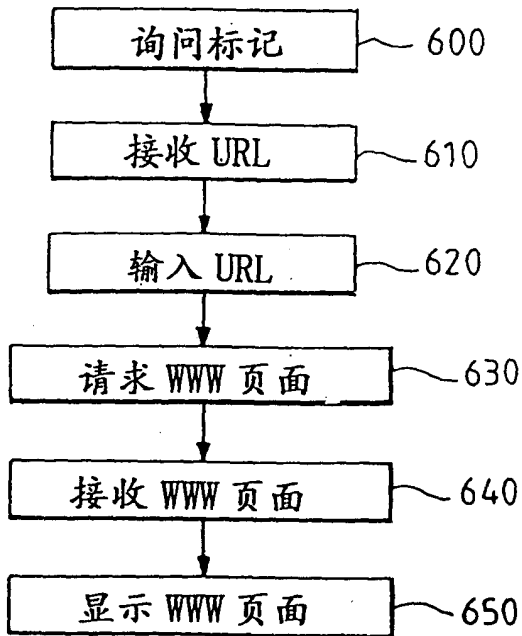 询问标记 600
接收 URL 610
输入 URL 620
请求 WWW 页面 630
接收 WWW 页面 640
显示 WWW 页面 650